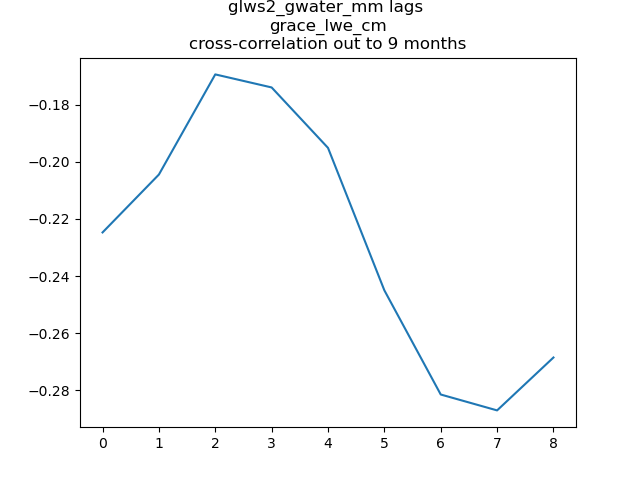 glws2_gwater_mm lags
grace_lwe_cm
cross-correlation out to 9 months
−0.18
−0.20
−0.22
−0.24
−0.26
−0.28
0 1 2 3 4 5 6 7 8